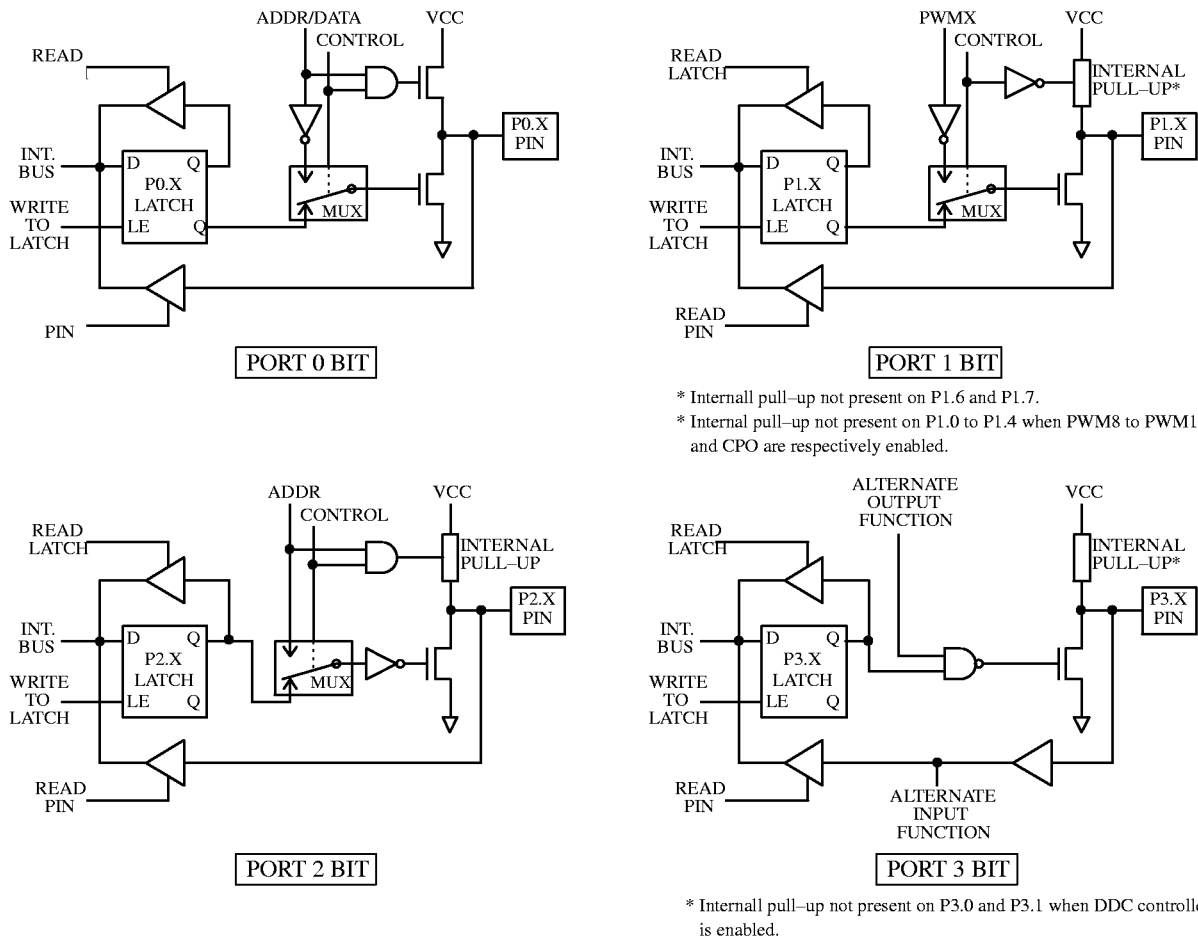 ADDR/DATA
VCC
CONTROL
READ
P0.X
PIN
INT.
BUS
D
Q
P0.X
LATCH
WRITE
TO
LATCH
LE
Q
MUX
PIN
PORT 0 BIT
PWMX
VCC
READ
LATCH
CONTROL
INTERNAL
PULL–UP*
P1.X
PIN
INT.
BUS
D
Q
P1.X
LATCH
WRITE
TO
LATCH
LE
Q
MUX
READ
PIN
PORT 1 BIT
* Internall pull–up not present on P1.6 and P1.7.
* Internal pull–up not present on P1.0 to P1.4 when PWM8 to PWM1
and CPO are respectively enabled.
ADDR
VCC
READ
LATCH
CONTROL
INTERNAL
PULL–UP
P2.X
PIN
INT.
BUS
D
Q
P2.X
LATCH
WRITE
TO
LATCH
LE
Q
MUX
READ
PIN
PORT 2 BIT
ALTERNATE
OUTPUT
FUNCTION
VCC
READ
LATCH
INTERNAL
PULL–UP*
P3.X
PIN
INT.
BUS
D
Q
P3.X
LATCH
WRITE
TO
LATCH
LE
Q
READ
PIN
ALTERNATE
INPUT
FUNCTION
PORT 3 BIT
* Internall pull–up not present on P3.0 and P3.1 when DDC controlle
is enabled.